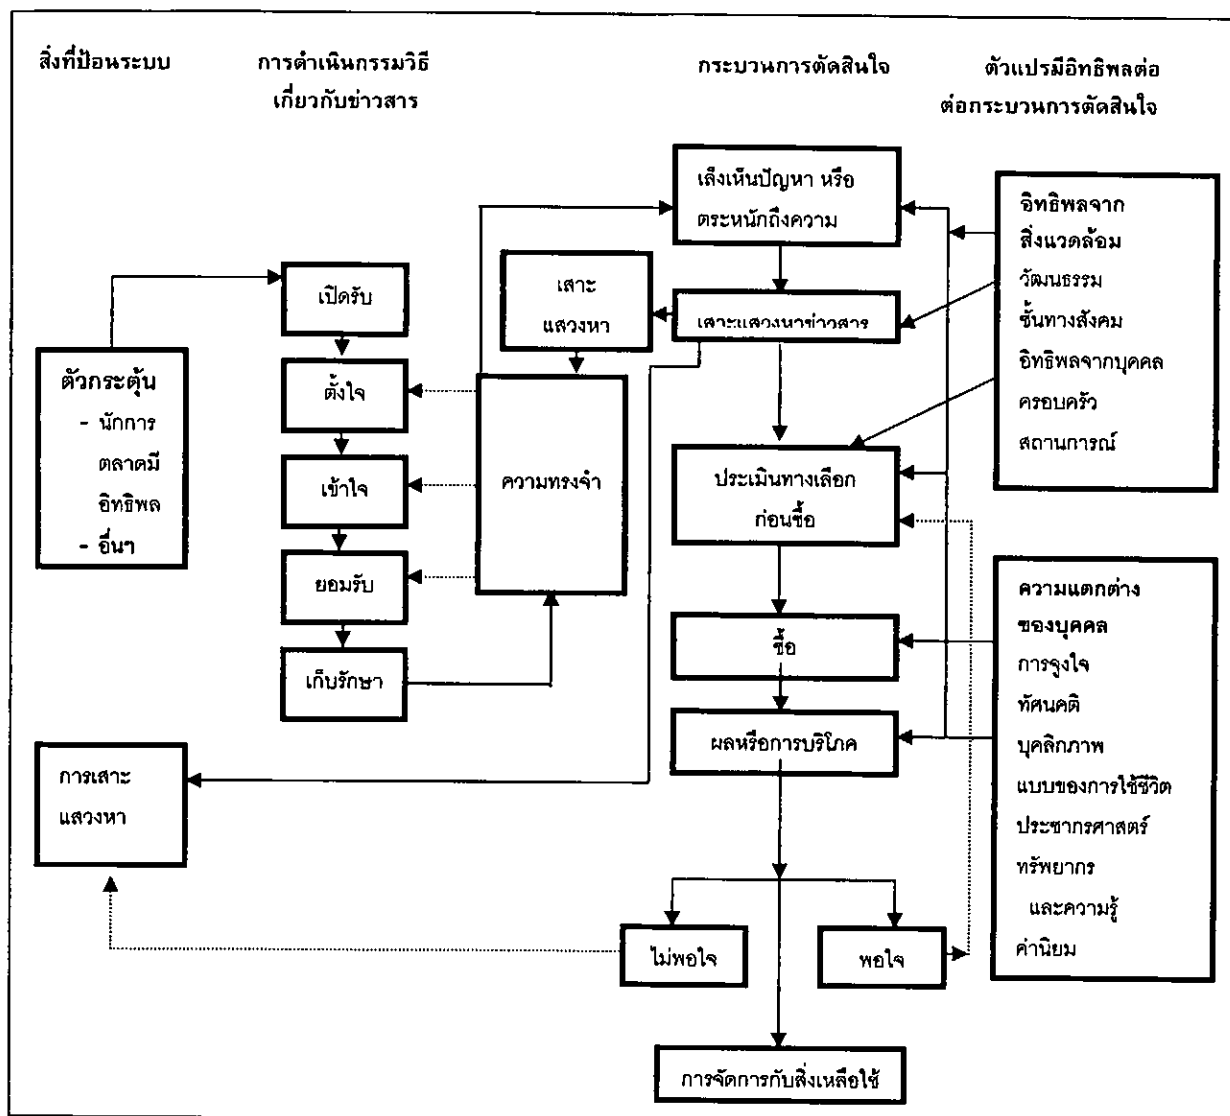 สิ่งที่ป้อนระบบ
การดำเนินกรรมวิธี
เกี่ยวกับข่าวสาร
กระบวนการตัดสินใจ
ตัวแปรมีอิทธิพลต่อ
ต่อกระบวนการตัดสินใจ
ตัวกระตุ้น
- นักการ
ตลาดมี
อิทธิพล
- อื่นๆ
การเสาะ
แสวงหา
เปิดรับ
ตั้งใจ
เข้าใจ
ยอมรับ
เก็บรักษา
เสาะ
แสวงหา
ความทรงจำ
เล็งเห็นปัญหา หรือ
ตระหนักถึงความ
เสาะแสวงหาข่าวสาร
ประเมินทางเลือก
ก่อนซื้อ
ซื้อ
ผลหรือการบริโภค
ไม่พอใจ
พอใจ
การจัดการกับสิ่งเหลือใช้
อิทธิพลจาก
สิ่งแวดล้อม
วัฒนธรรม
ชั้นทางสังคม
อิทธิพลจากบุคคล
ครอบครัว
สถานการณ์
ความแตกต่าง
ของบุคคล
การจูงใจ
ทัศนคติ
บุคลิกภาพ
แบบของการใช้ชีวิต
ประชากรศาสตร์
ทรัพยากร
และความรู้
ค่านิยม